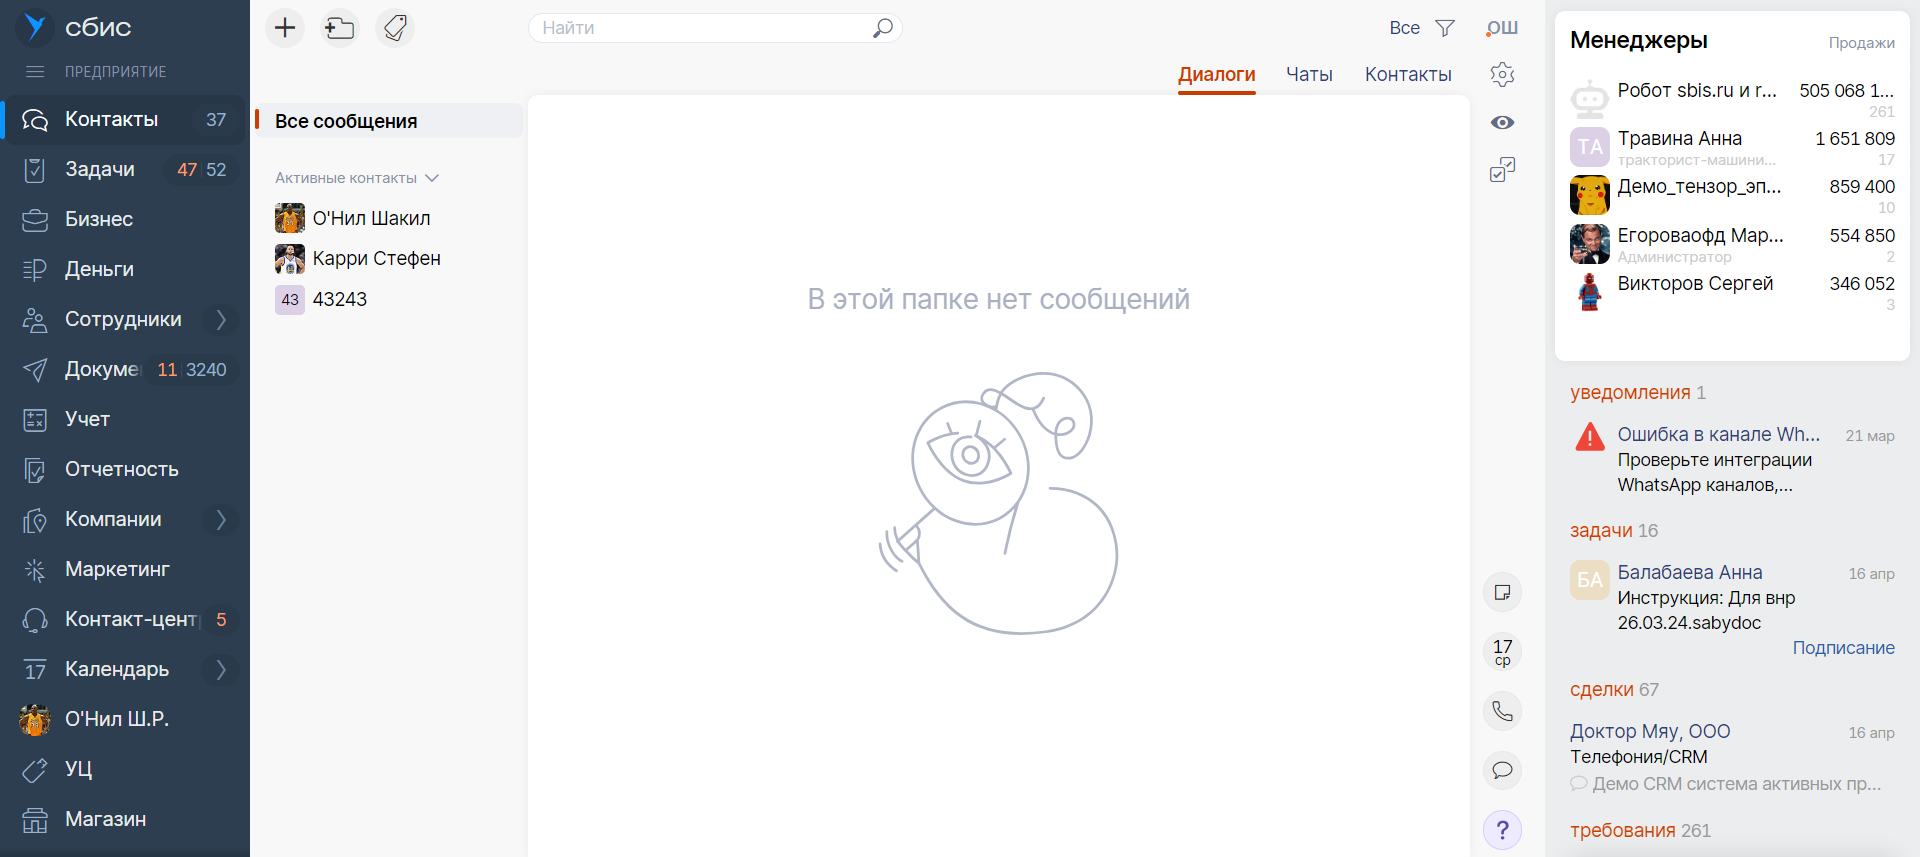 сбис
ПРЕДПРИЯТИЕ
Контакты 37
Задачи 47 52
Бизнес
Деньги
Сотрудники
Докуме 11 3240
Учет
Отчетность
Компании
Маркетинг
Контакт-цент 5
17 Календарь
О'Нил Ш.Р.
УЦ
Магазин
Найти
Все
ОШ
Диалоги Чаты Контакты
Все сообщения
Активные контакты
О'Нил Шакил
Карри Стефен
43 43243
В этой папке нет сообщений
17
ср
?
Менеджеры Продажи
Робот sbis.ru и г... 505 068 1...
261
ТА Травина Анна 1 651 809
тракторист-машини... 17
Демо_тензор_эп... 859 400
10
Егороваофд Мар... 554 850
Администратор 2
Викторов Сергей 346 052
3
уведомления 1
Ошибка в канале Wh... 21 мар
Проверьте интеграции
WhatsApp каналов,...
задачи 16
БА Балабаева Анна 16 апр
Инструкция: Для внр
26.03.24.sabydoc
Подписание
сделки 67
Доктор Мяу, ООО 16 апр
Телефония/CRM
Демо CRM система активных пр...
требования 261